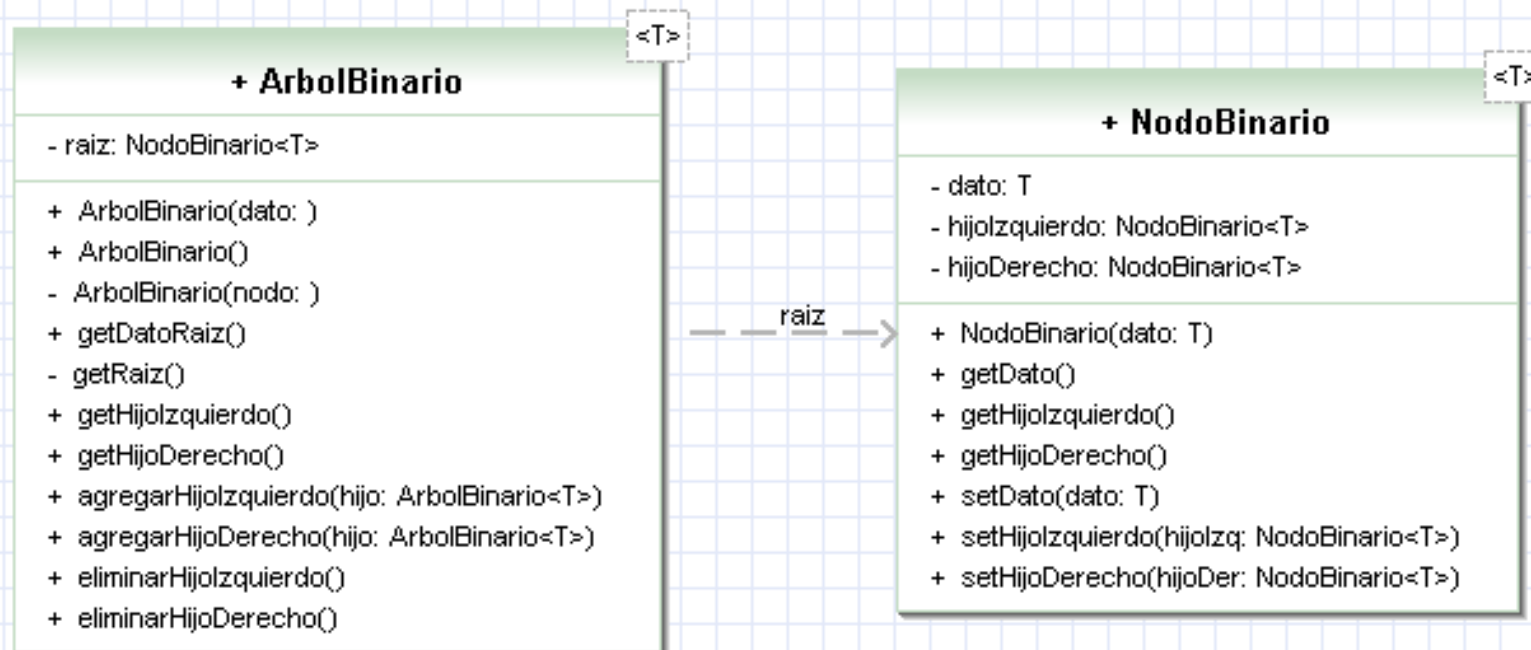 <T>
+ ArbolBinario
- raiz: NodoBinario<T>
+ ArbolBinario(dato: )
+ ArbolBinario()
- ArbolBinario(nodo: )
+ getDatoRaiz()
- getRaiz()
+ getHijoIzquierdo()
+ getHijoDerecho()
+ agregarHijoIzquierdo(hijo: ArbolBinario<T>)
+ agregarHijoDerecho(hijo: ArbolBinario<T>)
+ eliminarHijoIzquierdo()
+ eliminarHijoDerecho()
raiz
<T>
+ NodoBinario
- dato: T
- hijoIzquierdo: NodoBinario<T>
- hijoDerecho: NodoBinario<T>
+ NodoBinario(dato: T)
+ getDato()
+ getHijoIzquierdo()
+ getHijoDerecho()
+ setDato(dato: T)
+ setHijoIzquierdo(hijoIzq: NodoBinario<T>)
+ setHijoDerecho(hijoDer: NodoBinario<T>)